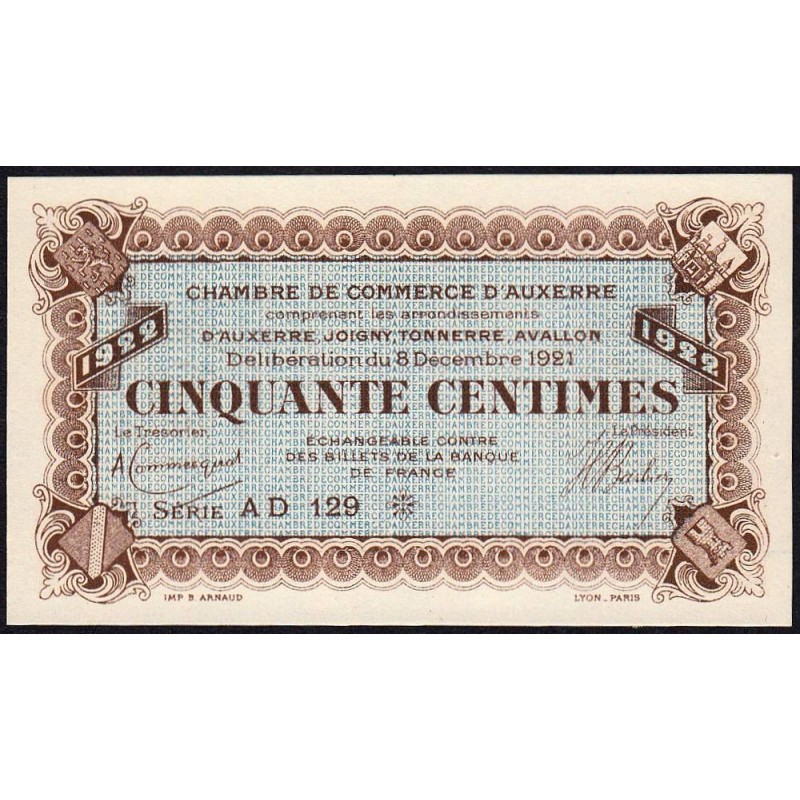 CHAMBRE DE COMMERCE D'AUXERRE
comprenant les arrondissements
D'AUXERRE, JOIGNY, TONNERRE, AVALLON
Délibération du 8 Décembre 1921
1922
1922
CINQUANTE CENTIMES
Le Trésorier,
Le Président
ÉCHANGEABLE CONTRE
DES BILLETS DE LA BANQUE
DE FRANCE
SÉRIE AD 129
IMP B. ARNAUD
LYON_PARIS